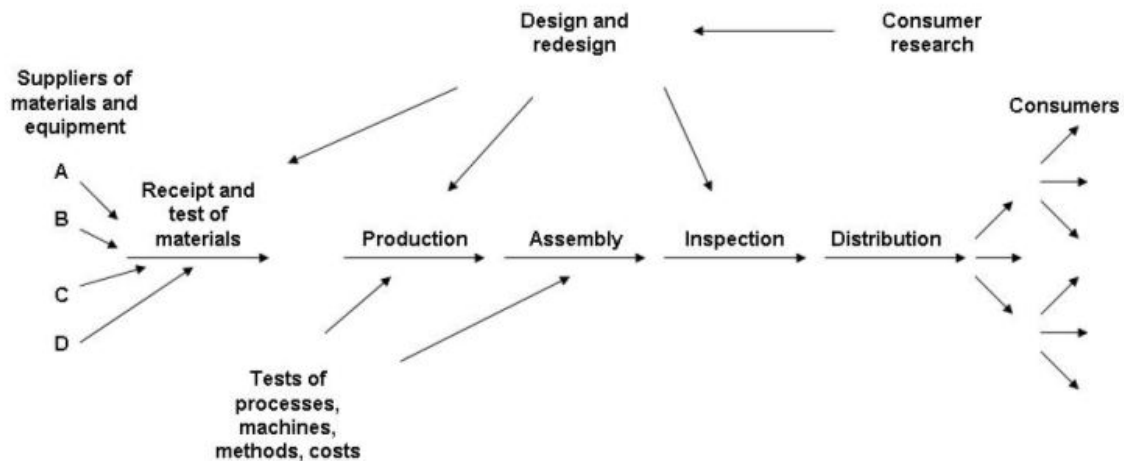 Design and
redesign
Consumer
research
Suppliers of
materials and
equipment
Consumers
A
B
C
D
Receipt and
test of
materials
Production
Assembly
Inspection
Distribution
Tests of
processes,
machines,
methods, costs